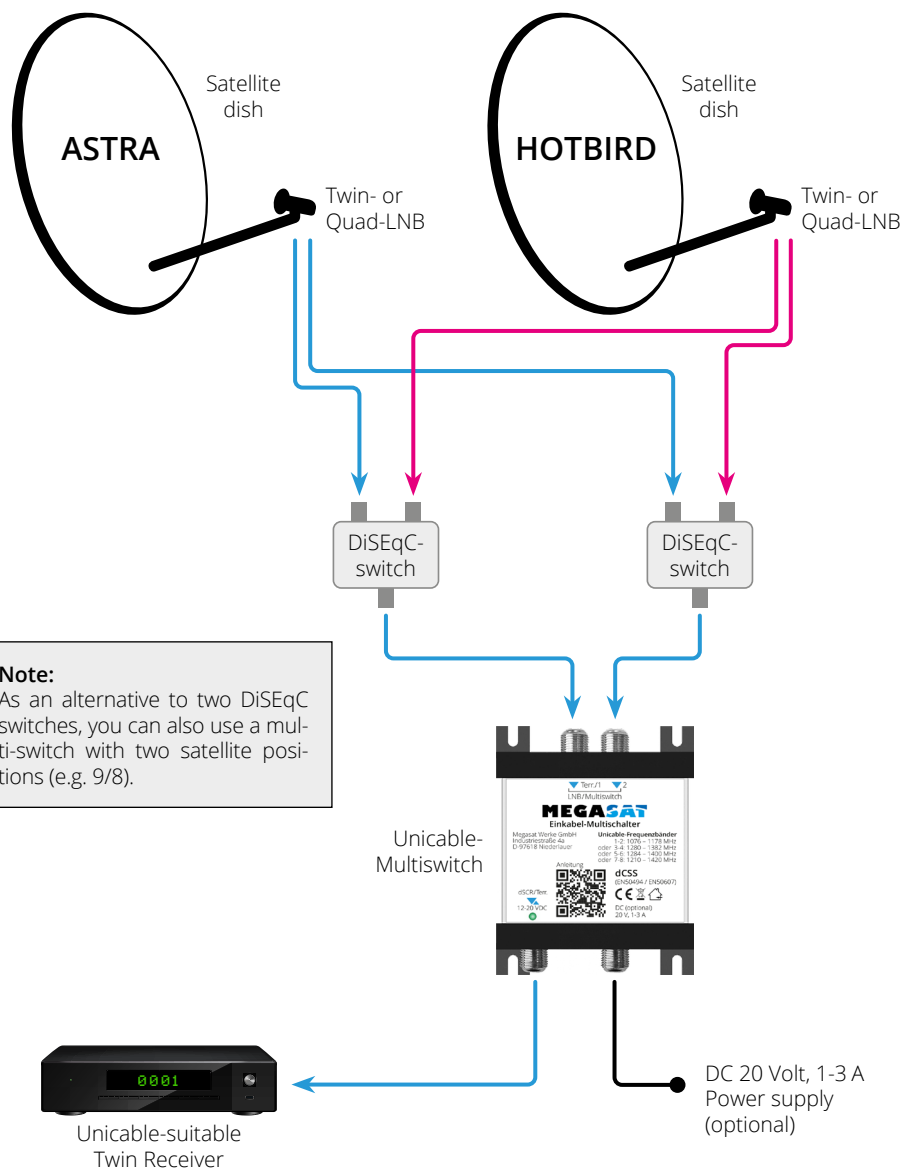 Satellite
dish
ASTRA
Twin- or
Quad-LNB
Satellite
dish
HOTBIRD
Twin- or
Quad-LNB
DiSEqC-
switch
DiSEqC-
switch
Note:
As an alternative to two DiSEqC
switches, you can also use a mul-
ti-switch with two satellite posi-
tions (e.g. 9/8).
Unicable-
Multiswitch
Terr./1 2
LNB/Multiswitch
MEGASAT
Einkabel-Multischalter
Megasat Werke GmbH
Industriestraße 4a
D-97618 Niederlauer
Unicable-Frequenzbänder
1-2: 1076 – 1178 MHz
oder 3-4: 1280 – 1382 MHz
oder 5-6: 1284 – 1400 MHz
oder 7-8: 1210 – 1420 MHz
Anleitung
dCSS
(EN50494 / EN50607)
CE
dSCR/Terr.
12-20 VDC
DC (optional)
20 V, 1-3 A
0001
Unicable-suitable
Twin Receiver
DC 20 Volt, 1-3 A
Power supply
(optional)